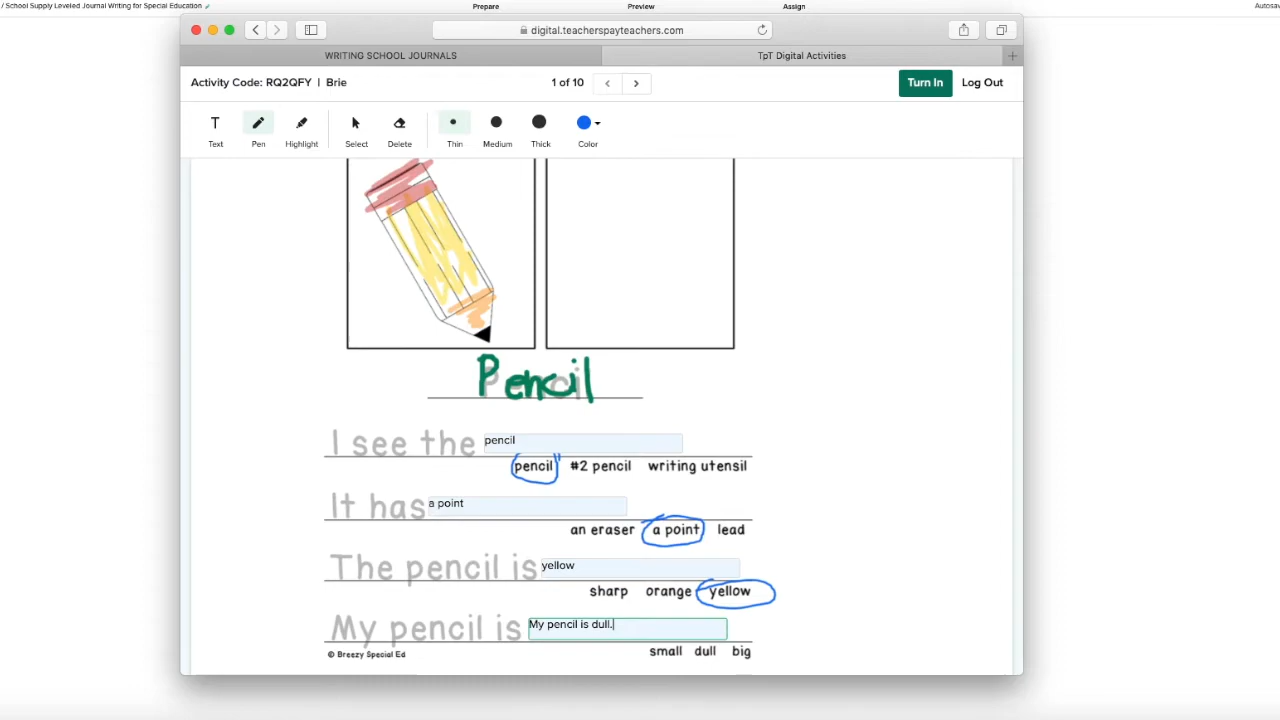 / School Supply Leveled Journal Writing for Special Education ✓ Prepare Preview Assign Autosav
digital.teacherspayteachers.com
WRITING SCHOOL JOURNALS TpT Digital Activities
Activity Code: RQ2QFY | Brie 1 of 10 Turn In Log Out
Text Pen Highlight Select Delete Thin Medium Thick Color
Pencil
I see the pencil
pencil #2 pencil writing utensil
It has a point
an eraser a point lead
The pencil is yellow
sharp orange yellow
My pencil is My pencil is dull.
small dull big
© Breezy Special Ed